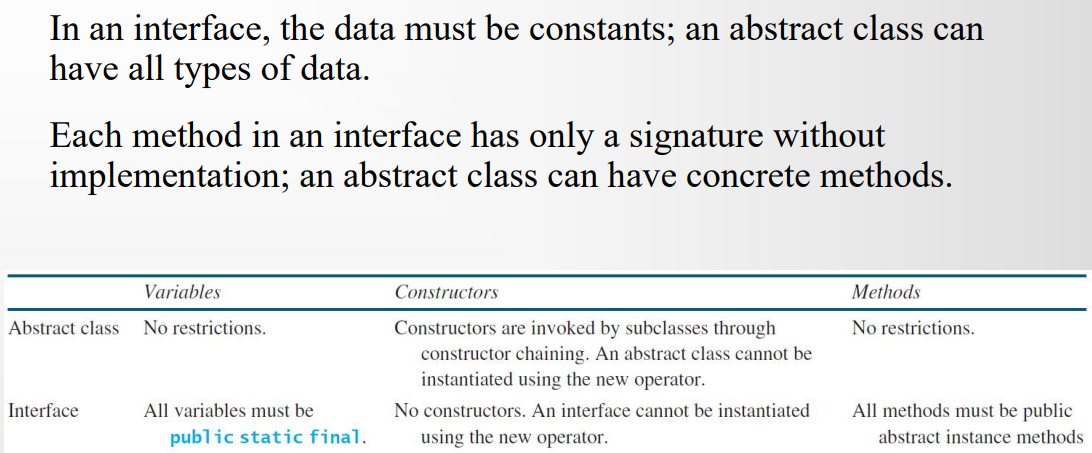 In an interface, the data must be constants; an abstract class can
have all types of data.
Each method in an interface has only a signature without
implementation; an abstract class can have concrete methods.
Variables Constructors Methods
Abstract class No restrictions. Constructors are invoked by subclasses through No restrictions.
constructor chaining. An abstract class cannot be
instantiated using the new operator.
Interface All variables must be No constructors. An interface cannot be instantiated All methods must be public
public static final. using the new operator. abstract instance methods